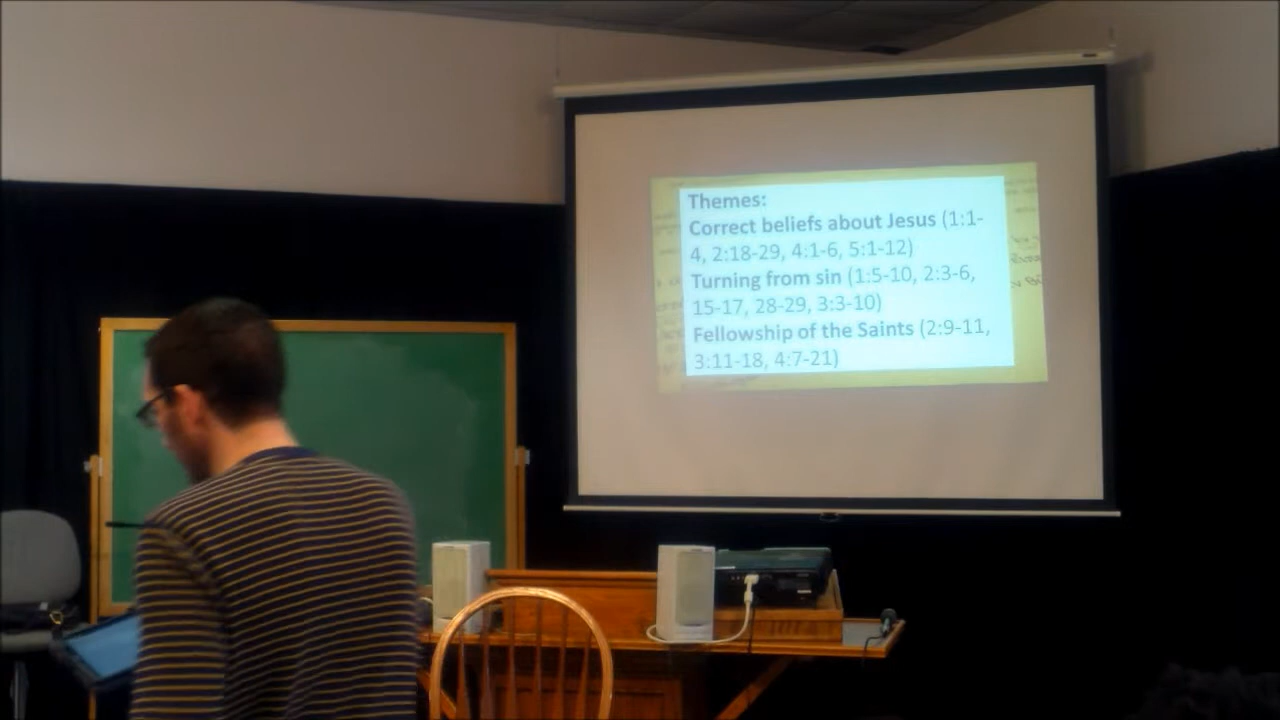 Themes:
Correct beliefs about Jesus (1:1-
4, 2:18-29, 4:1-6, 5:1-12)
Turning from sin (1:5-10, 2:3-6,
15-17, 28-29, 3:3-10)
Fellowship of the Saints (2:9-11,
3:11-18, 4:7-21)